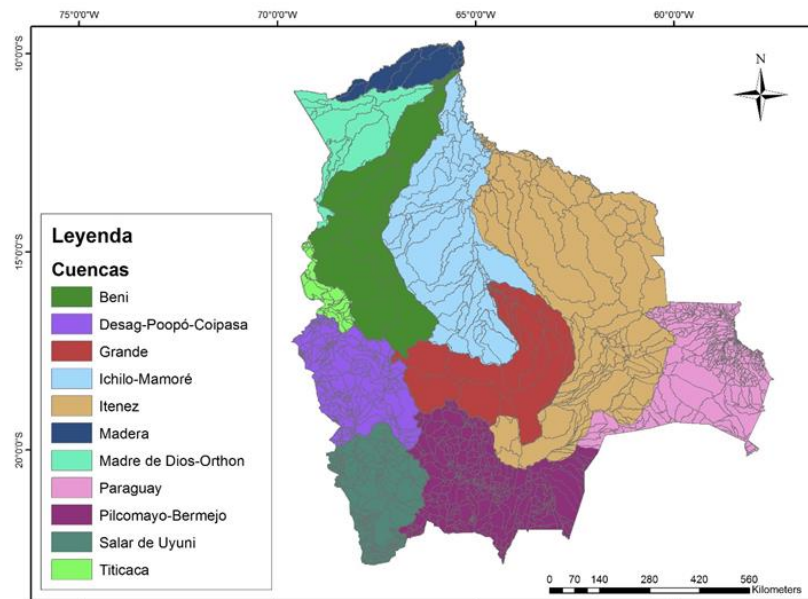 75°0'0"W 70°0'0"W 65°0'0"W 60°0'0"W
10°0'0"S
15°0'0"S
20°0'0"S
N
Leyenda
Cuencas
Beni
Desag-Poopó-Coipasa
Grande
Ichilo-Mamoré
Itenez
Madera
Madre de Dios-Orthon
Paraguay
Pilcomayo-Bermejo
Salar de Uyuni
Titicaca
0 70 140 280 420 560
Kilometers